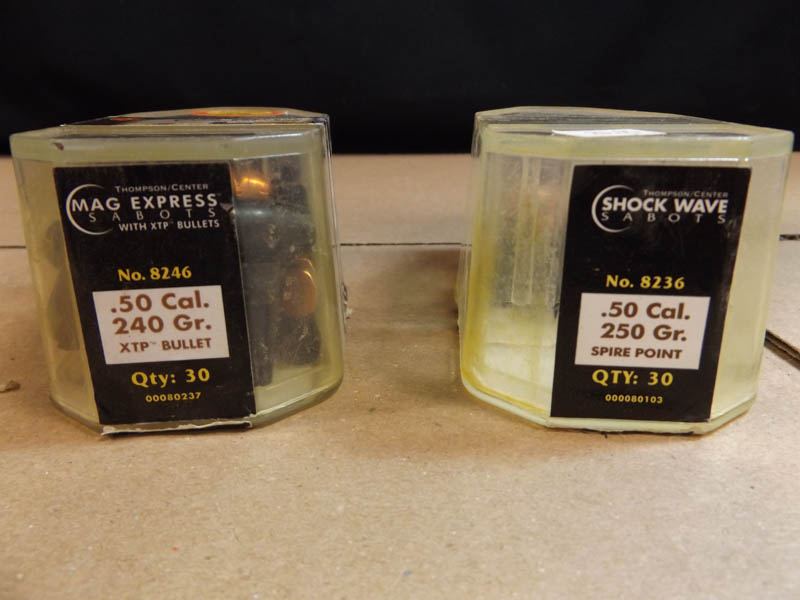 THOMPSON/CENTER
MAG EXPRESS
SABOTS
WITH XTP™ BULLETS
No. 8246
.50 Cal.
240 Gr.
XTP™ BULLET
Qty: 30
00080237
THOMPSON/CENTER
SHOCK WAVE
SABOTS
No. 8236
.50 Cal.
250 Gr.
SPIRE POINT
QTY: 30
000080103